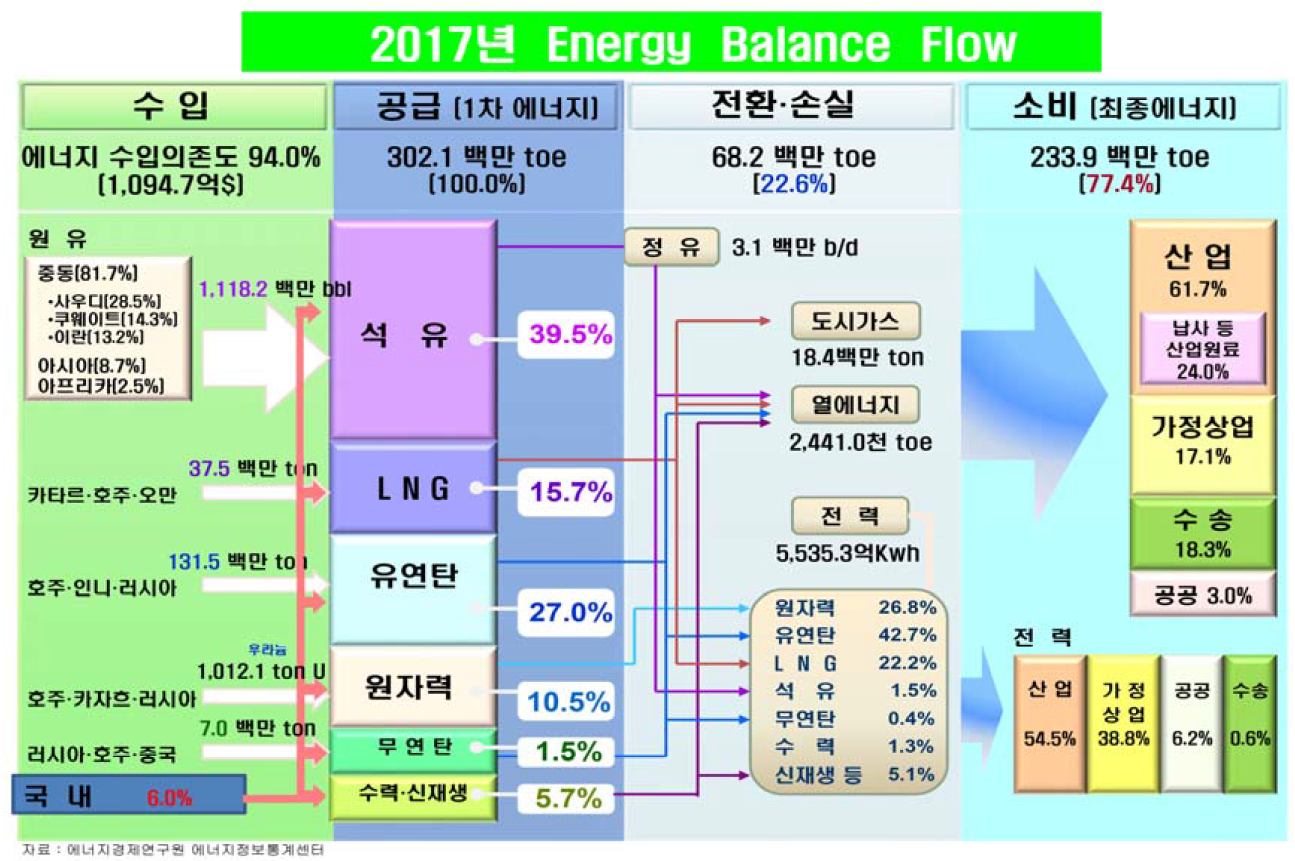 2017년 Energy Balance Flow
수 입
에너지 수입의존도 94.0%
(1,094.7억$)
원 유
중동(81.7%)
•사우디(28.5%)
•쿠웨이트(14.3%)
•이란(13.2%)
아시아(8.7%)
아프리카(2.5%)
1,118.2 백만 bbl
37.5 백만 ton
카타르·호주·오만
131.5 백만 ton
호주·인니·러시아
우라늄
1,012.1 ton U
호주·카자흐·러시아
7.0 백만 ton
러시아·호주·중국
국 내 6.0%
공급 (1차 에너지)
302.1 백만 toe
(100.0%)
석 유
39.5%
L N G
15.7%
유연탄
27.0%
원자력
10.5%
무 연 탄
1.5%
수력·신재생
5.7%
전환·손실
68.2 백만 toe
(22.6%)
정 유
3.1 백만 b/d
도시가스
18.4백만 ton
열에너지
2,441.0천 toe
전 력
5,535.3억Kwh
원자력 26.8%
유연탄 42.7%
L N G 22.2%
석 유 1.5%
무연탄 0.4%
수 력 1.3%
신재생 등 5.1%
소비 (최종에너지)
233.9 백만 toe
(77.4%)
산 업
61.7%
납사 등
산업원료
24.0%
가정상업
17.1%
수 송
18.3%
공공 3.0%
전 력
산 업
54.5%
가 정
상 업
38.8%
공공
6.2%
수송
0.6%
자료 : 에너지경제연구원 에너지정보통계센터